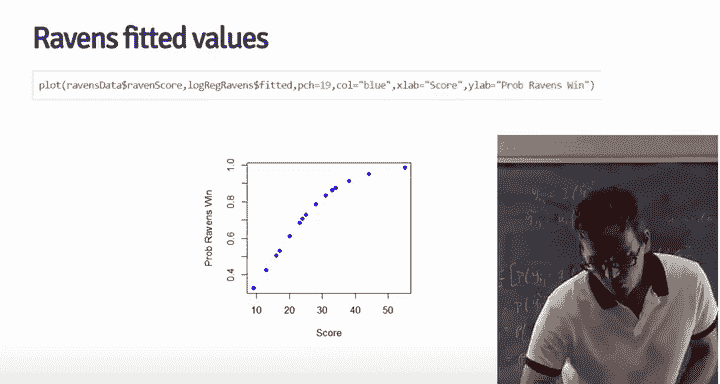 Ravens fitted values
plot(ravensData$ravenScore,logRegRavens$fitted,pch=19,col="blue",xlab="Score",ylab="Prob Ravens Win")
Prob Ravens Win
1.0
0.8
0.6
0.4
10 20 30 40 50
Score